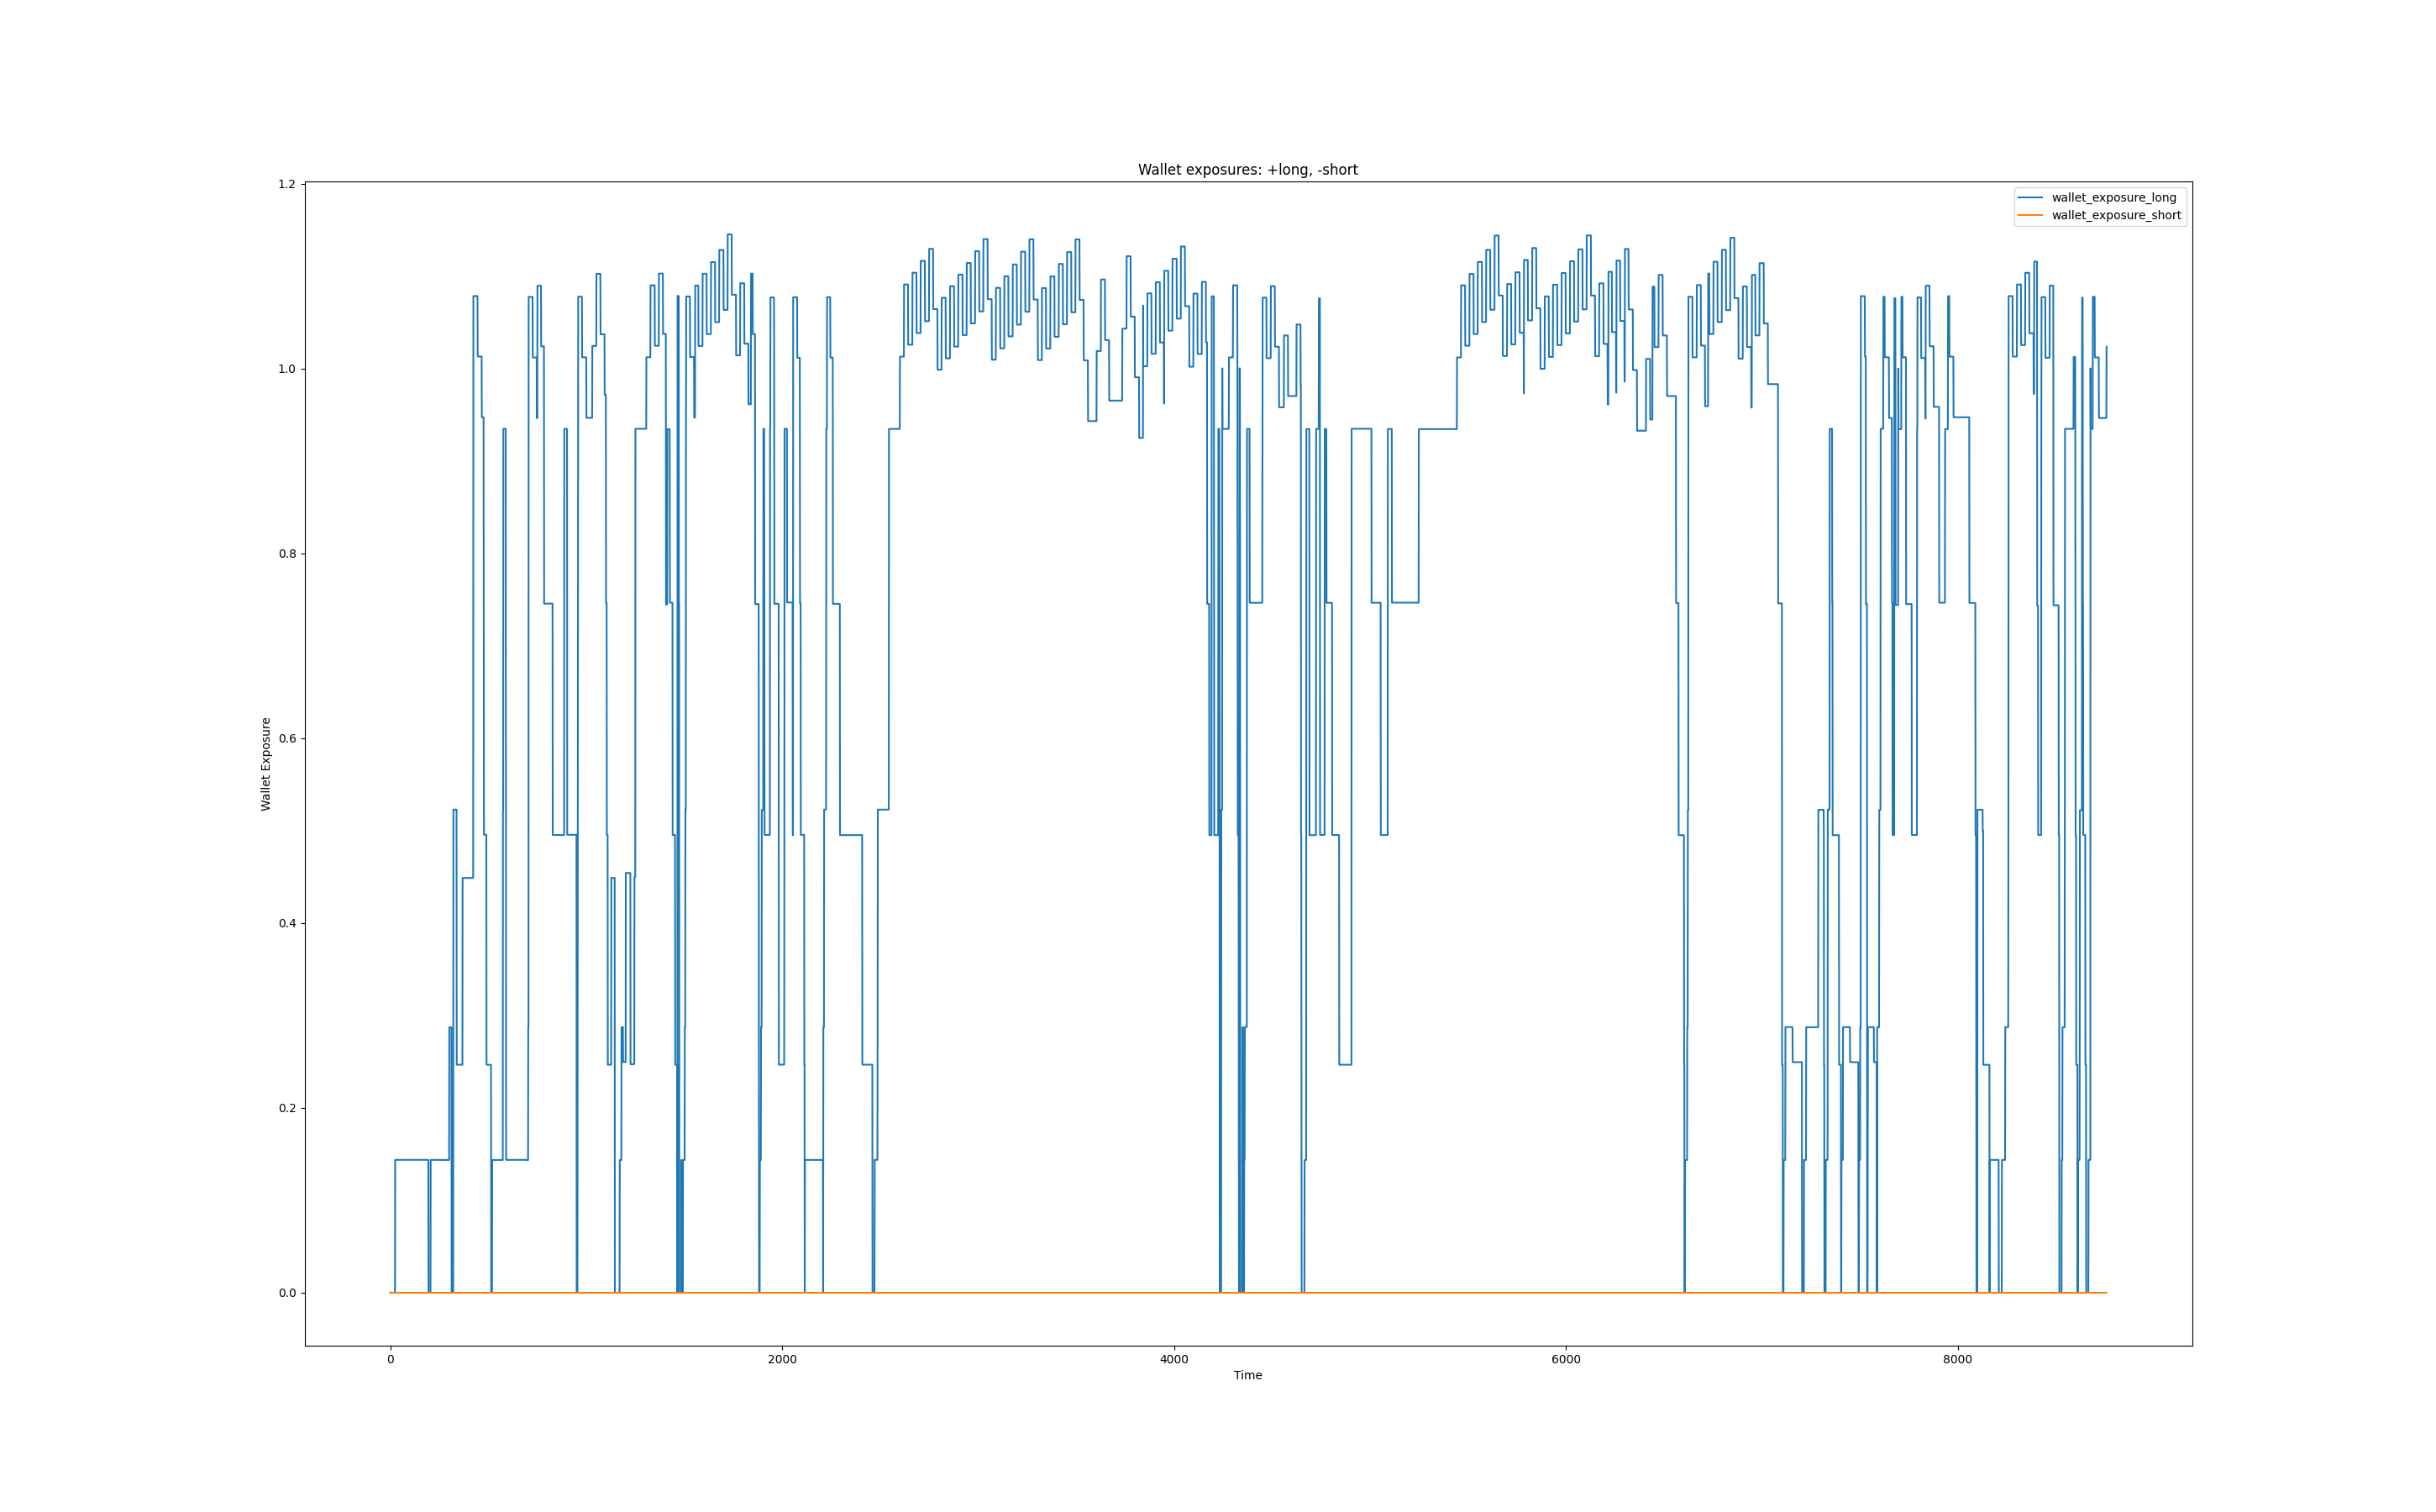 Wallet exposures: +long, -short
1.2
wallet_exposure_long
wallet_exposure_short
1.0
0.8
0.6
Wallet Exposure
0.4
0.2
0.0
0 2000 4000 6000 8000
Time